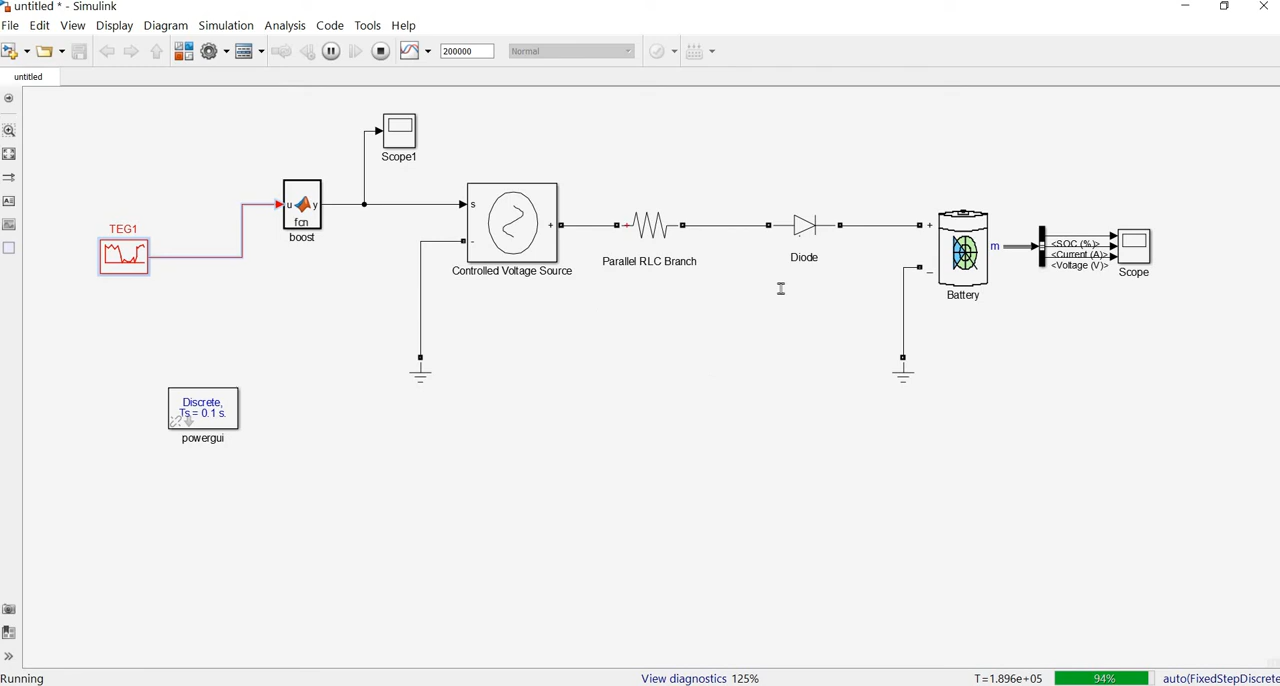 untitled * - Simulink
File Edit View Display Diagram Simulation Analysis Code Tools Help
200000
Normal
untitled
Scope1
u fcn y
boost
TEG1
s
+
-
Controlled Voltage Source
+
Parallel RLC Branch
Diode
+
m
_
Battery
<SOC (%)>
<Current (A)>
<Voltage (V)>
Scope
Discrete,
Ts = 0.1 s.
powergui
Running
View diagnostics 125%
T=1.896e+05
94%
auto(FixedStepDiscrete